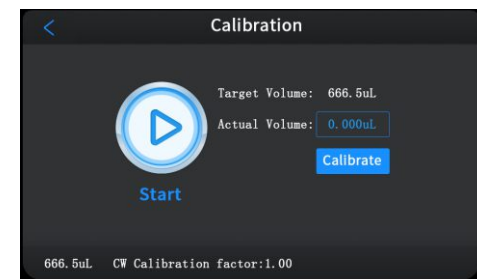 Calibration
Target Volume: 666.5uL
Actual Volume: 0.000uL
Calibrate
Start
666.5uL CW Calibration factor:1.00